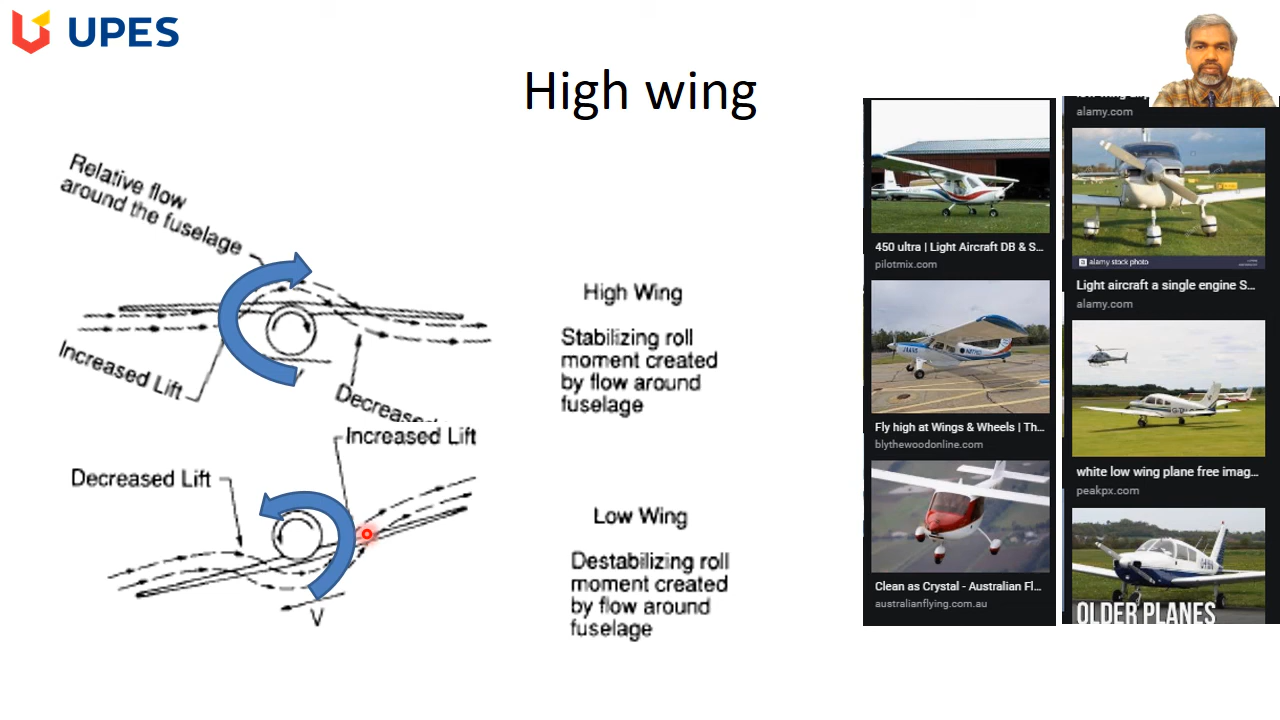 UPES
High wing
Relative flow
around the fuselage
Increased Lift
High Wing
Stabilizing roll
moment created
by flow around
fuselage
Increased Lift
Decreased Lift
V
Low Wing
Destabilizing roll
moment created
by flow around
fuselage
450 ultra | Light Aircraft DB & S...
pilotmix.com
Fly high at Wings & Wheels | Th...
blythewoodonline.com
Clean as Crystal - Australian Fl...
australianflying.com.au
alamy.com
a alamy stock photo
Light aircraft a single engine S...
alamy.com
white low wing plane free imag...
peakpx.com
OLDER PLANES